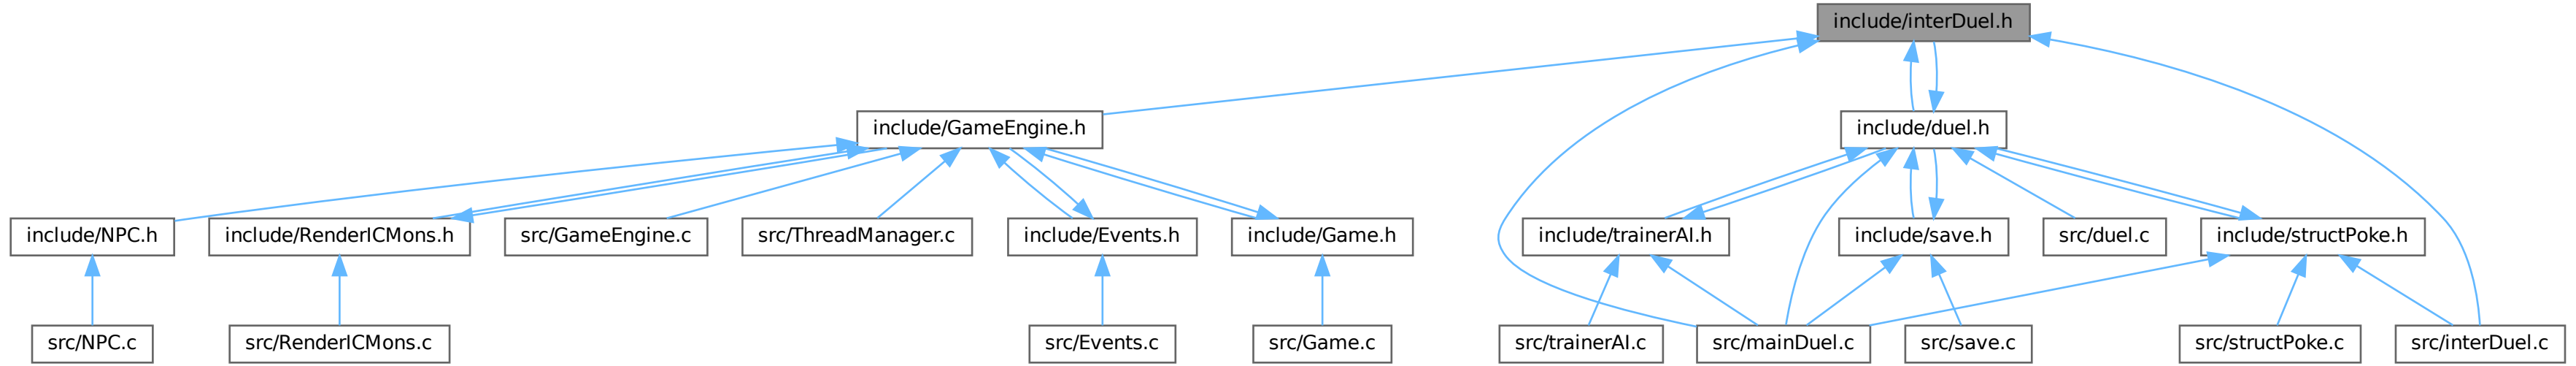 include/interDuel.h
include/GameEngine.h
include/duel.h
include/NPC.h
include/RenderICMons.h
src/GameEngine.c
src/ThreadManager.c
include/Events.h
include/Game.h
include/trainerAI.h
include/save.h
src/duel.c
include/structPoke.h
src/NPC.c
src/RenderICMons.c
src/Events.c
src/Game.c
src/trainerAI.c
src/mainDuel.c
src/save.c
src/structPoke.c
src/interDuel.c